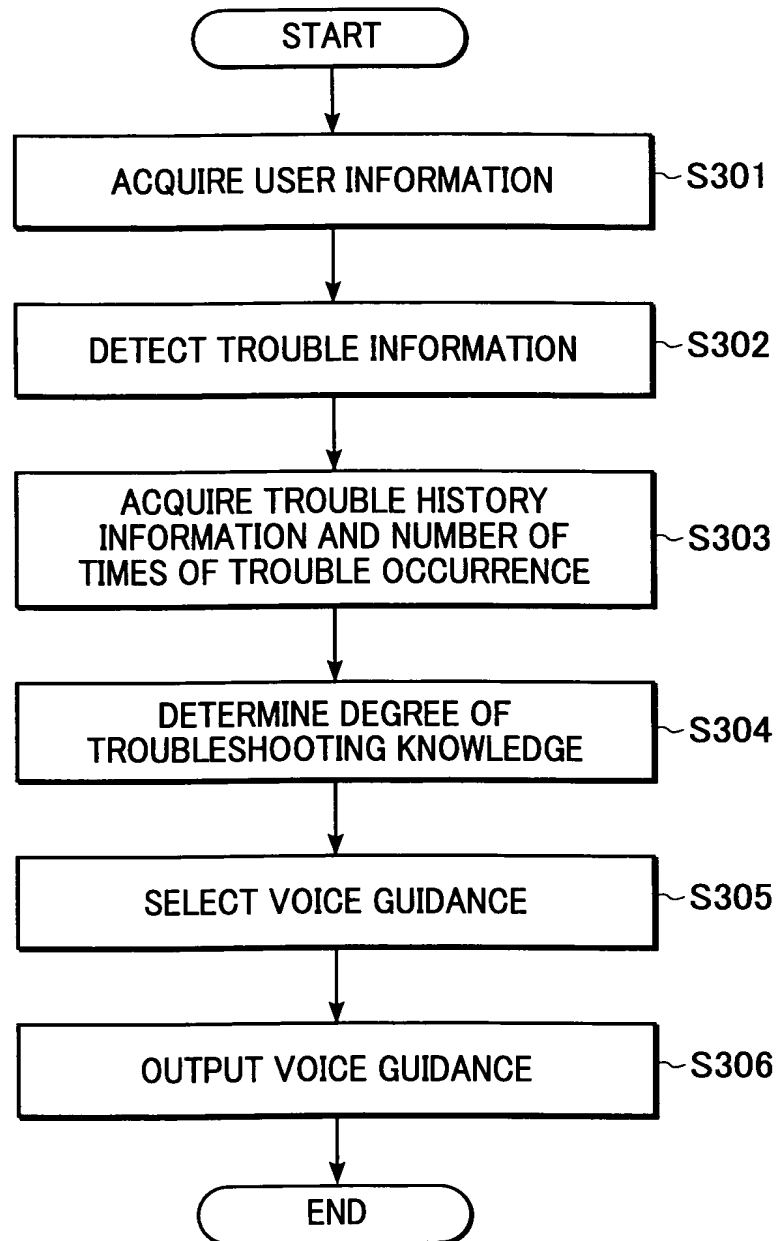 START
ACQUIRE USER INFORMATION
S301
DETECT TROUBLE INFORMATION
S302
ACQUIRE TROUBLE HISTORY
INFORMATION AND NUMBER OF
TIMES OF TROUBLE OCCURRENCE
S303
DETERMINE DEGREE OF
TROUBLESHOOTING KNOWLEDGE
S304
SELECT VOICE GUIDANCE
S305
OUTPUT VOICE GUIDANCE
S306
END